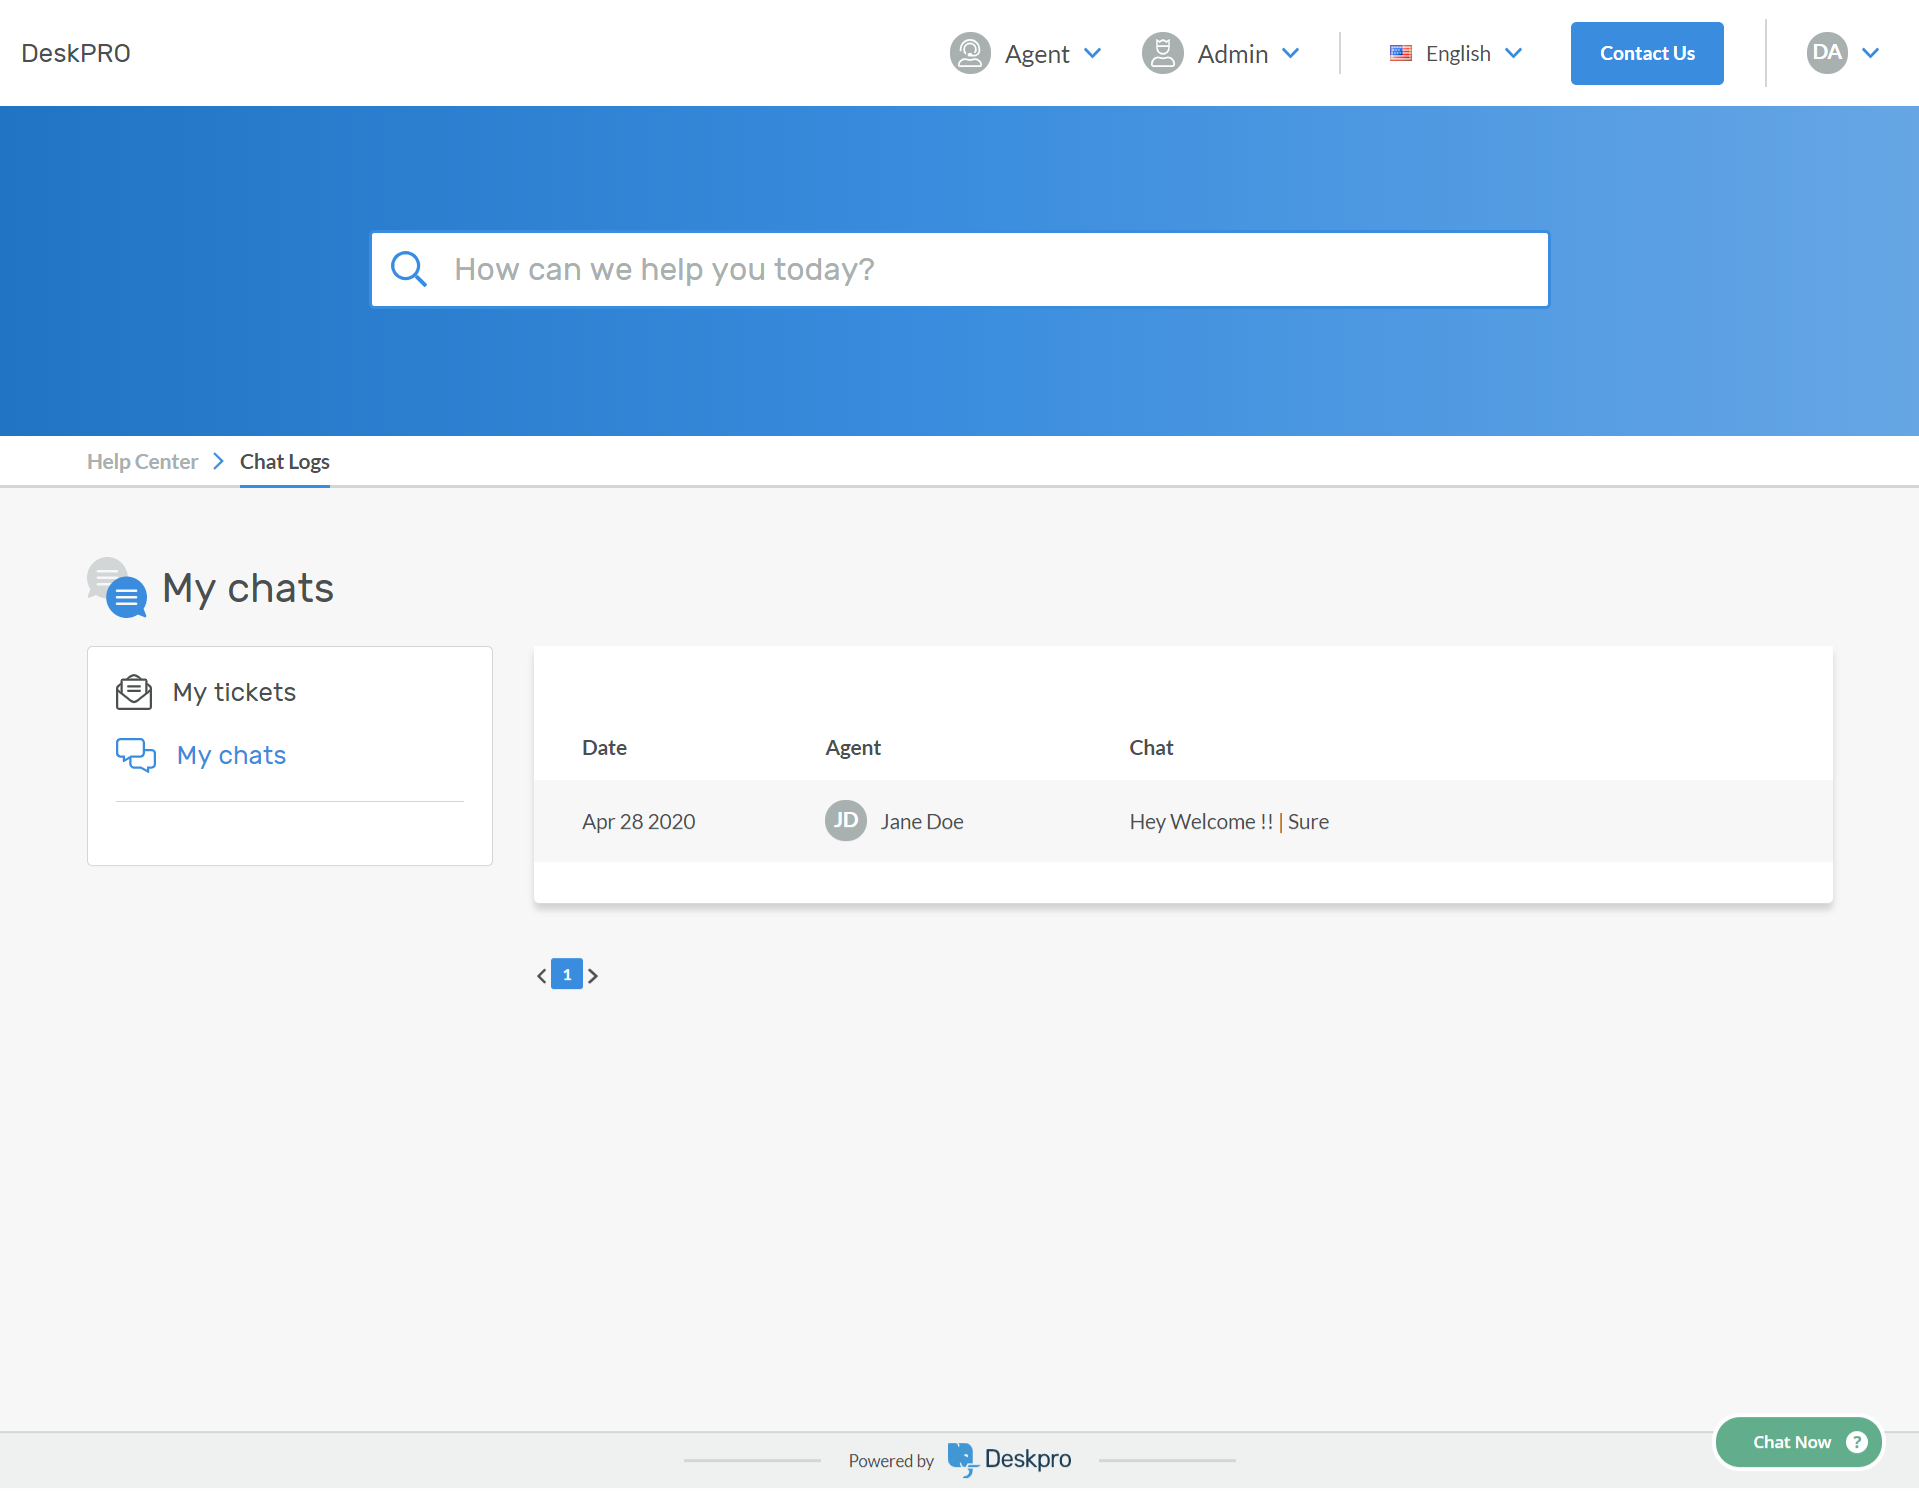 DeskPRO
Agent
Admin
English
Contact Us
DA
How can we help you today?
Help Center
Chat Logs
My chats
My tickets
My chats
Date Agent Chat
Apr 28 2020 JD Jane Doe Hey Welcome !! | Sure
1
Powered by Deskpro
Chat Now ?